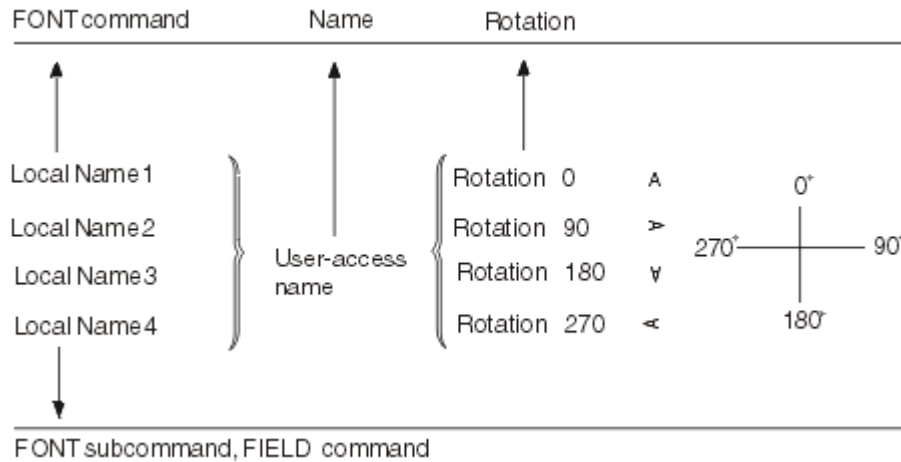 FONT command Name Rotation
Local Name 1 Rotation 0 A
Local Name 2 Rotation 90 A
User-access name
Local Name 3 Rotation 180 A
Local Name 4 Rotation 270 A
0+
270+ 90+
180+
FONT subcommand, FIELD command